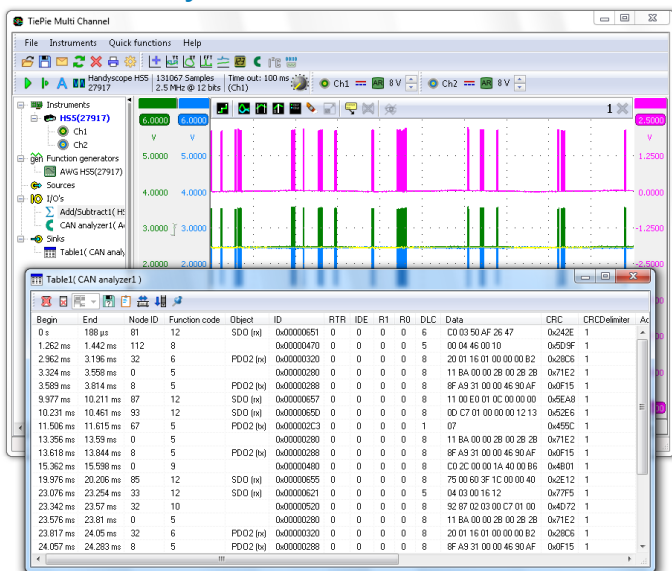 TiePie Multi Channel
File Instruments Quick functions Help
Handyscope HS5 27917
131067 Samples 2.5 MHz @ 12 bits
Time out: 100 ms (Ch1)
Ch1 AR 8 V Ch2 AR 8 V
Instruments
HS5(27917)
Ch1
Ch2
Function generators
AWG HS5(27917)
Sources
I/O's
Add/Subtract1( HS
CAN analyzer1(
Sinks
Table1( CAN analy
1
6.0000 6.0000 2.5000
V V V
5.0000 5.0000 1.2500
4.0000 4.0000 0.0000
3.0000 3.0000 -1.2500
2.0000 2.0000
Table1( CAN analyzer1 )
Begin End Node ID Function code Object ID RTR IDE R1 R0 DLC Data CRC CRCDelimiter
0 s 188 µs 81 12 SDO (rx) 0x00000651 0 0 0 0 6 C0 03 50 AF 26 47 0x242E 1
1.262 ms 1.442 ms 112 8 0x00000470 0 0 0 0 5 00 04 46 00 10 0x5D9F 1
2.962 ms 3.196 ms 32 6 PDO2 (rx) 0x00000320 0 0 0 0 8 20 01 16 01 00 00 00 B2 0x28C6 1
3.324 ms 3.558 ms 0 5 0x00000280 0 0 0 0 8 11 BA 00 00 2B 00 2B 2B 0x71E2 1
3.589 ms 3.814 ms 8 5 PDO2 (tx) 0x00000288 0 0 0 0 8 8F A9 31 00 00 46 90 AF 0x0F15 1
9.977 ms 10.211 ms 87 12 SDO (rx) 0x00000657 0 0 0 0 8 11 00 E0 01 0C 00 00 00 0x5EA8 1
10.231 ms 10.461 ms 93 12 SDO (rx) 0x0000065D 0 0 0 0 8 0D C7 01 00 00 00 12 13 0x52E6 1
11.506 ms 11.615 ms 67 5 PDO2 (tx) 0x000002C3 0 0 0 0 1 07 0x455C 1
13.356 ms 13.59 ms 0 5 0x00000280 0 0 0 0 8 11 BA 00 00 2B 00 2B 2B 0x71E2 1
13.618 ms 13.844 ms 8 5 PDO2 (tx) 0x00000288 0 0 0 0 8 8F A9 31 00 00 46 90 AF 0x0F15 1
15.362 ms 15.598 ms 0 9 0x00000480 0 0 0 0 8 C0 2C 00 00 1A 40 00 B6 0x4B01 1
19.976 ms 20.206 ms 85 12 SDO (rx) 0x00000655 0 0 0 0 8 75 00 60 3F 1C 00 00 40 0x2E12 1
23.076 ms 23.254 ms 33 12 SDO (rx) 0x00000621 0 0 0 0 5 04 03 00 16 12 0x77F5 1
23.342 ms 23.57 ms 32 10 0x00000520 0 0 0 0 8 92 87 02 03 00 C7 01 00 0x4D72 1
23.576 ms 23.81 ms 0 5 0x00000280 0 0 0 0 8 11 BA 00 00 2B 00 2B 2B 0x71E2 1
23.817 ms 24.05 ms 32 6 PDO2 (rx) 0x00000320 0 0 0 0 8 20 01 16 01 00 00 00 B2 0x28C6 1
24.057 ms 24.283 ms 8 5 PDO2 (tx) 0x00000288 0 0 0 0 8 8F A9 31 00 00 46 90 AF 0x0F15 1